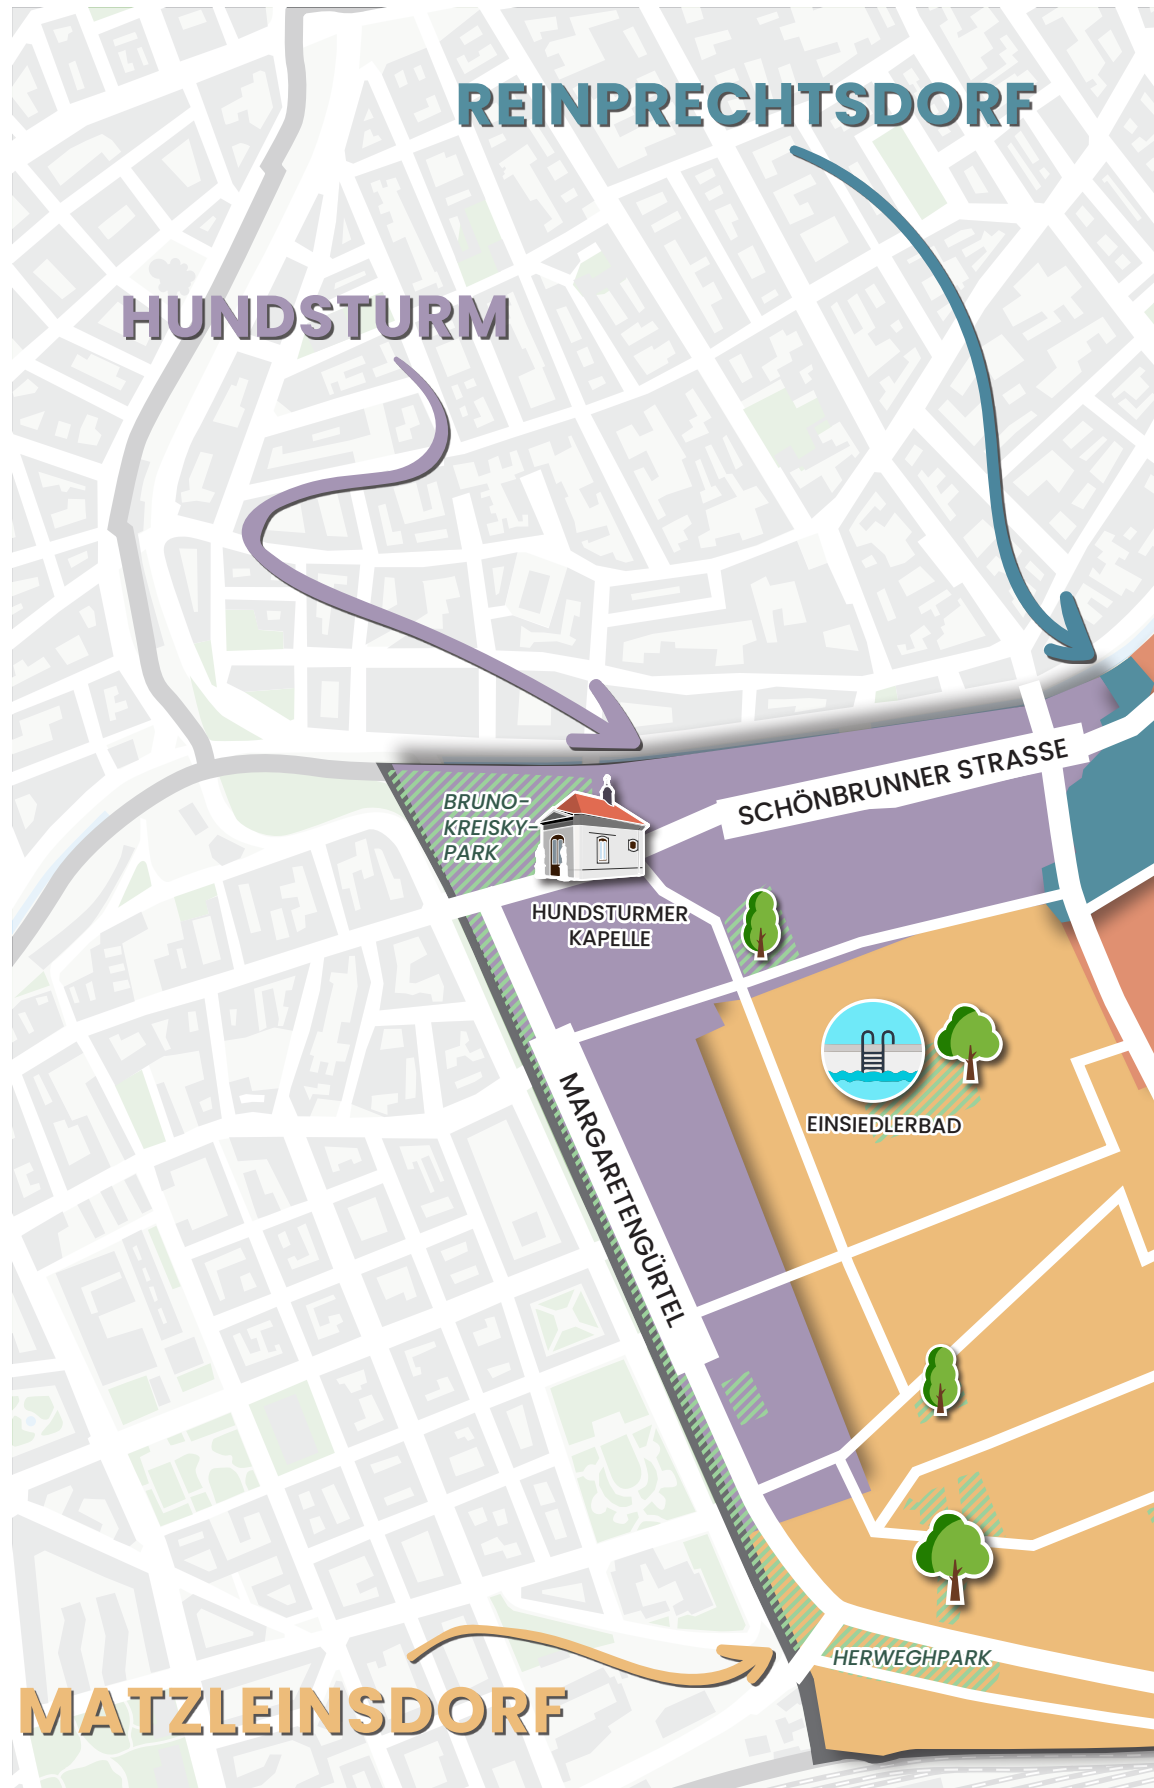 REINPRECHTSDORF
HUNDSTURM
SCHÖNBRUNNER STRASSE
BRUNO-
KREISKY-
PARK
HUNDSTURMER
KAPELLE
EINSIEDLERBAD
MARGARETENGÜRTEL
HERWEGHPARK
MATZLEINSDORF